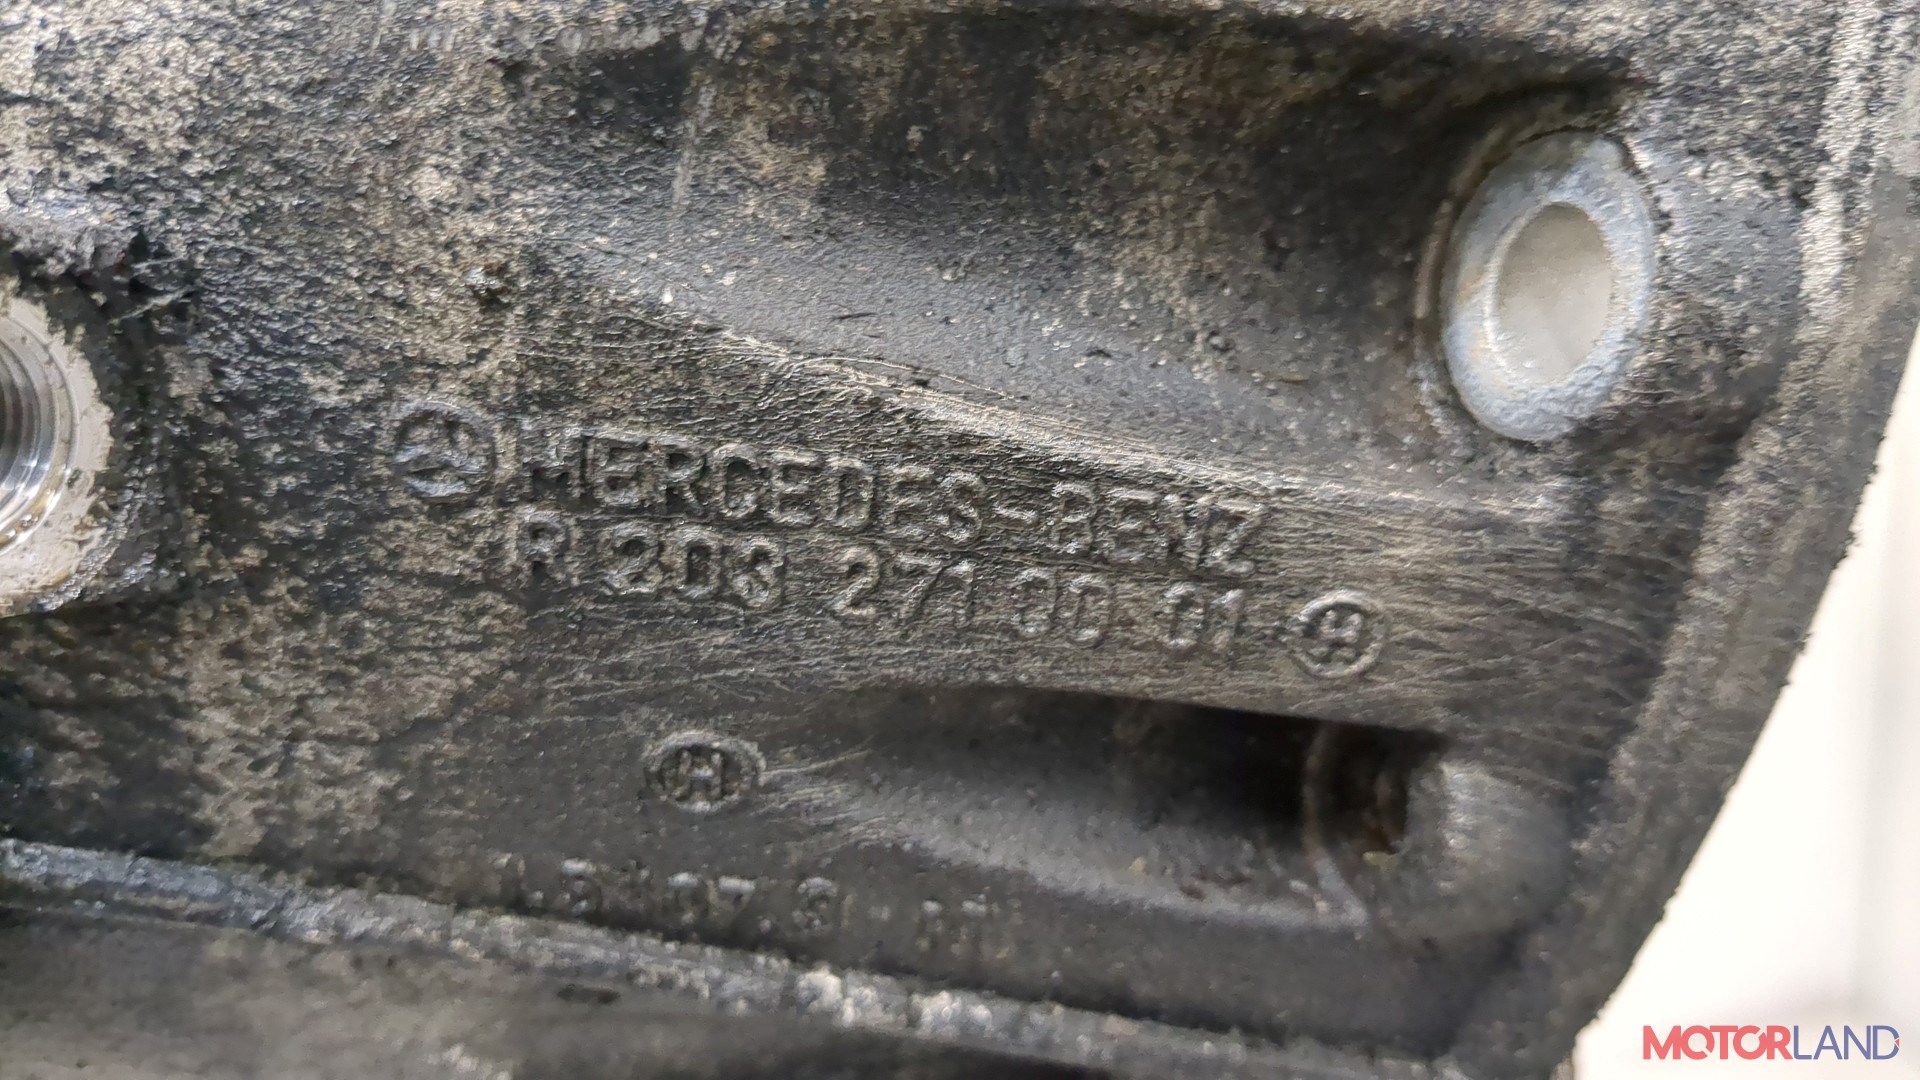 MERCEDES-BENZ
R 203 271 00 01 H
H
MOTORLAND